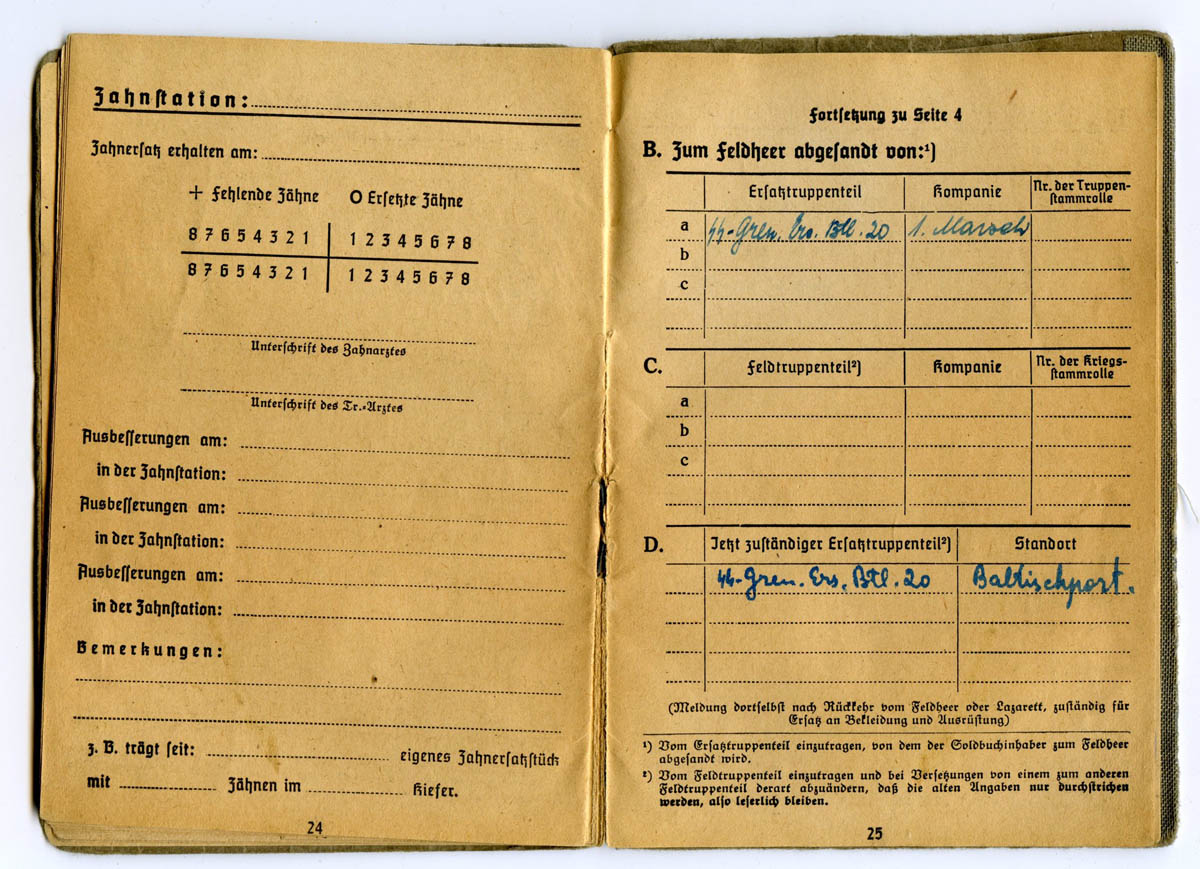 Zahnstation:
Zahnersatz erhalten am:
+ Fehlende Zähne O Ersetzte Zähne
8 7 6 5 4 3 2 1 1 2 3 4 5 6 7 8
8 7 6 5 4 3 2 1 1 2 3 4 5 6 7 8
Unterschrift des Zahnarztes
Unterschrift des Tr.-Arztes
Ausbesserungen am:
in der Zahnstation:
Ausbesserungen am:
in der Zahnstation:
Ausbesserungen am:
in der Zahnstation:
Bemerkungen:
z. B. trägt seit: eigenes Zahnersatzstück
mit Zähnen im Kiefer.
24
Fortsetzung zu Seite 4
B. Zum Feldheer abgesandt von:¹)
Ersatztruppenteil Kompanie Nr. der Truppen-
stammrolle
a SS-Gren. Ers. Btl. 20 1. Marsch
b
c
C. Feldtruppenteil²) Kompanie Nr. der Kriegs-
stammrolle
a
b
c
D. Jetzt zuständiger Ersatztruppenteil²) Standort
SS-Gren. Ers. Btl. 20 Baltischport.
(Meldung dortselbst nach Rückkehr vom Feldheer oder Lazarett, zuständig für
Ersatz an Bekleidung und Ausrüstung)
¹) Vom Ersatztruppenteil einzutragen, von dem der Soldbuchinhaber zum Feldheer
abgesandt wird.
²) Vom Feldtruppenteil einzutragen und bei Versetzungen von einem zum anderen
Feldtruppenteil derart abzuändern, daß die alten Angaben nur durchstrichen
werden, also leserlich bleiben.
25